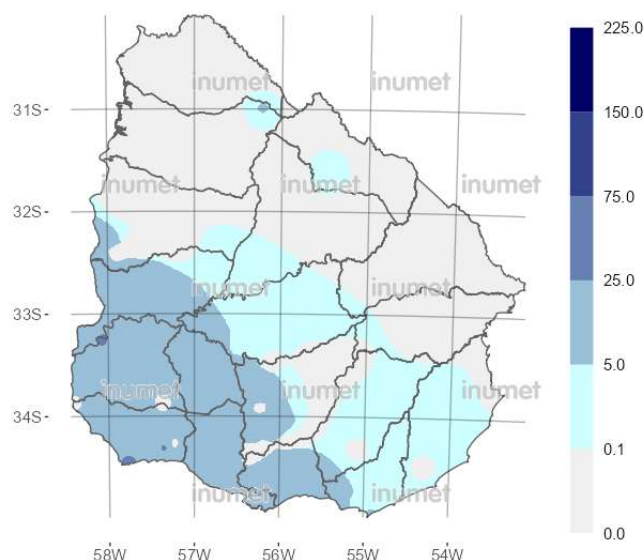 225.0
inumet inumet
150.0
31S-
75.0
inumet inumet inumet
32S-
25.0
inumet inumet
33S-
5.0
inumet inumet inumet
34S-
0.1
inumet inumet
0.0
58W 57W 56W 55W 54W